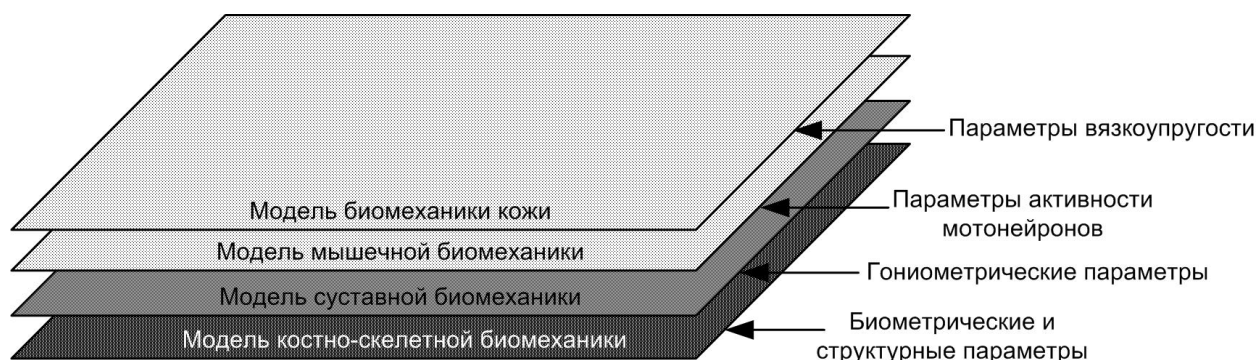 Модель биомеханики кожи
Модель мышечной биомеханики
Модель суставной биомеханики
Модель костно-скелетной биомеханики
Параметры вязкоупругости
Параметры активности
мотонейронов
Гониометрические параметры
Биометрические и
структурные параметры